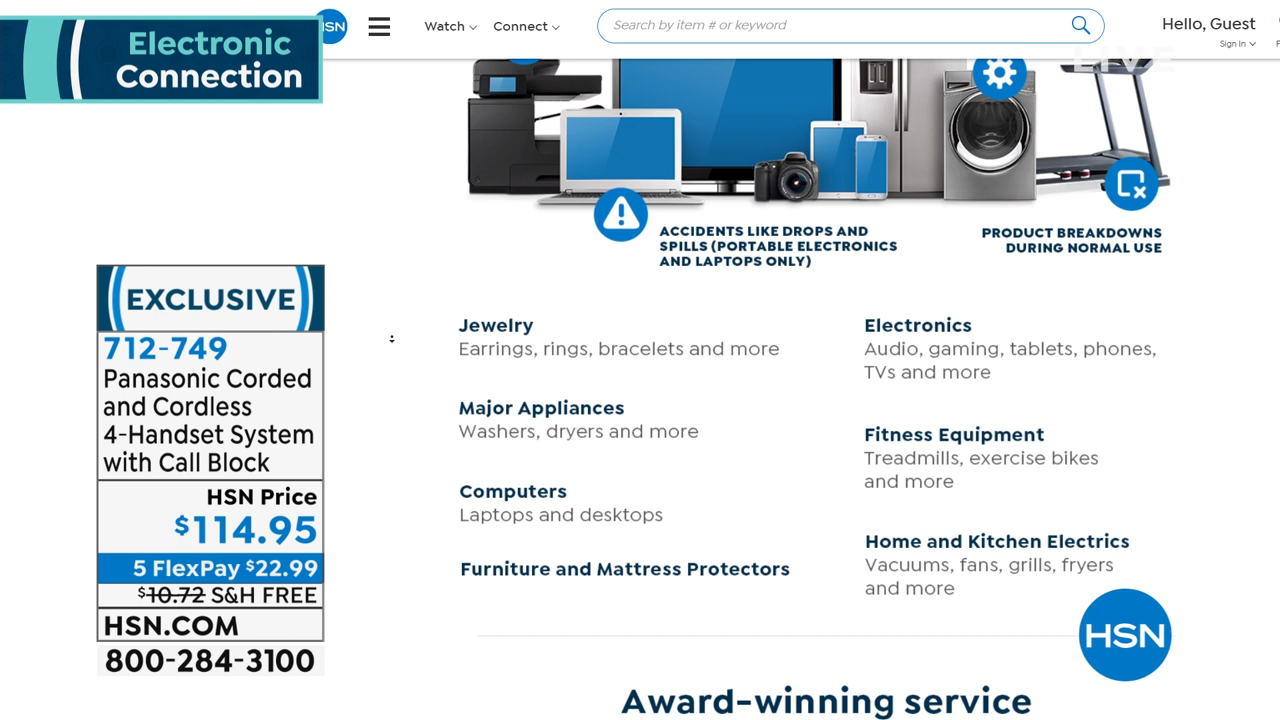 Electronic
Connection
HSN
Watch
Connect
Search by item # or keyword
Hello, Guest
Sign In
LIVE
ACCIDENTS LIKE DROPS AND
SPILLS (PORTABLE ELECTRONICS
AND LAPTOPS ONLY)
PRODUCT BREAKDOWNS
DURING NORMAL USE
EXCLUSIVE
712-749
Panasonic Corded
and Cordless
4-Handset System
with Call Block
HSN Price
$114.95
5 FlexPay $22.99
$10.72 S&H FREE
HSN.COM
800-284-3100
Jewelry
Earrings, rings, bracelets and more
Major Appliances
Washers, dryers and more
Computers
Laptops and desktops
Furniture and Mattress Protectors
Electronics
Audio, gaming, tablets, phones,
TVs and more
Fitness Equipment
Treadmills, exercise bikes
and more
Home and Kitchen Electrics
Vacuums, fans, grills, fryers
and more
HSN
Award-winning service